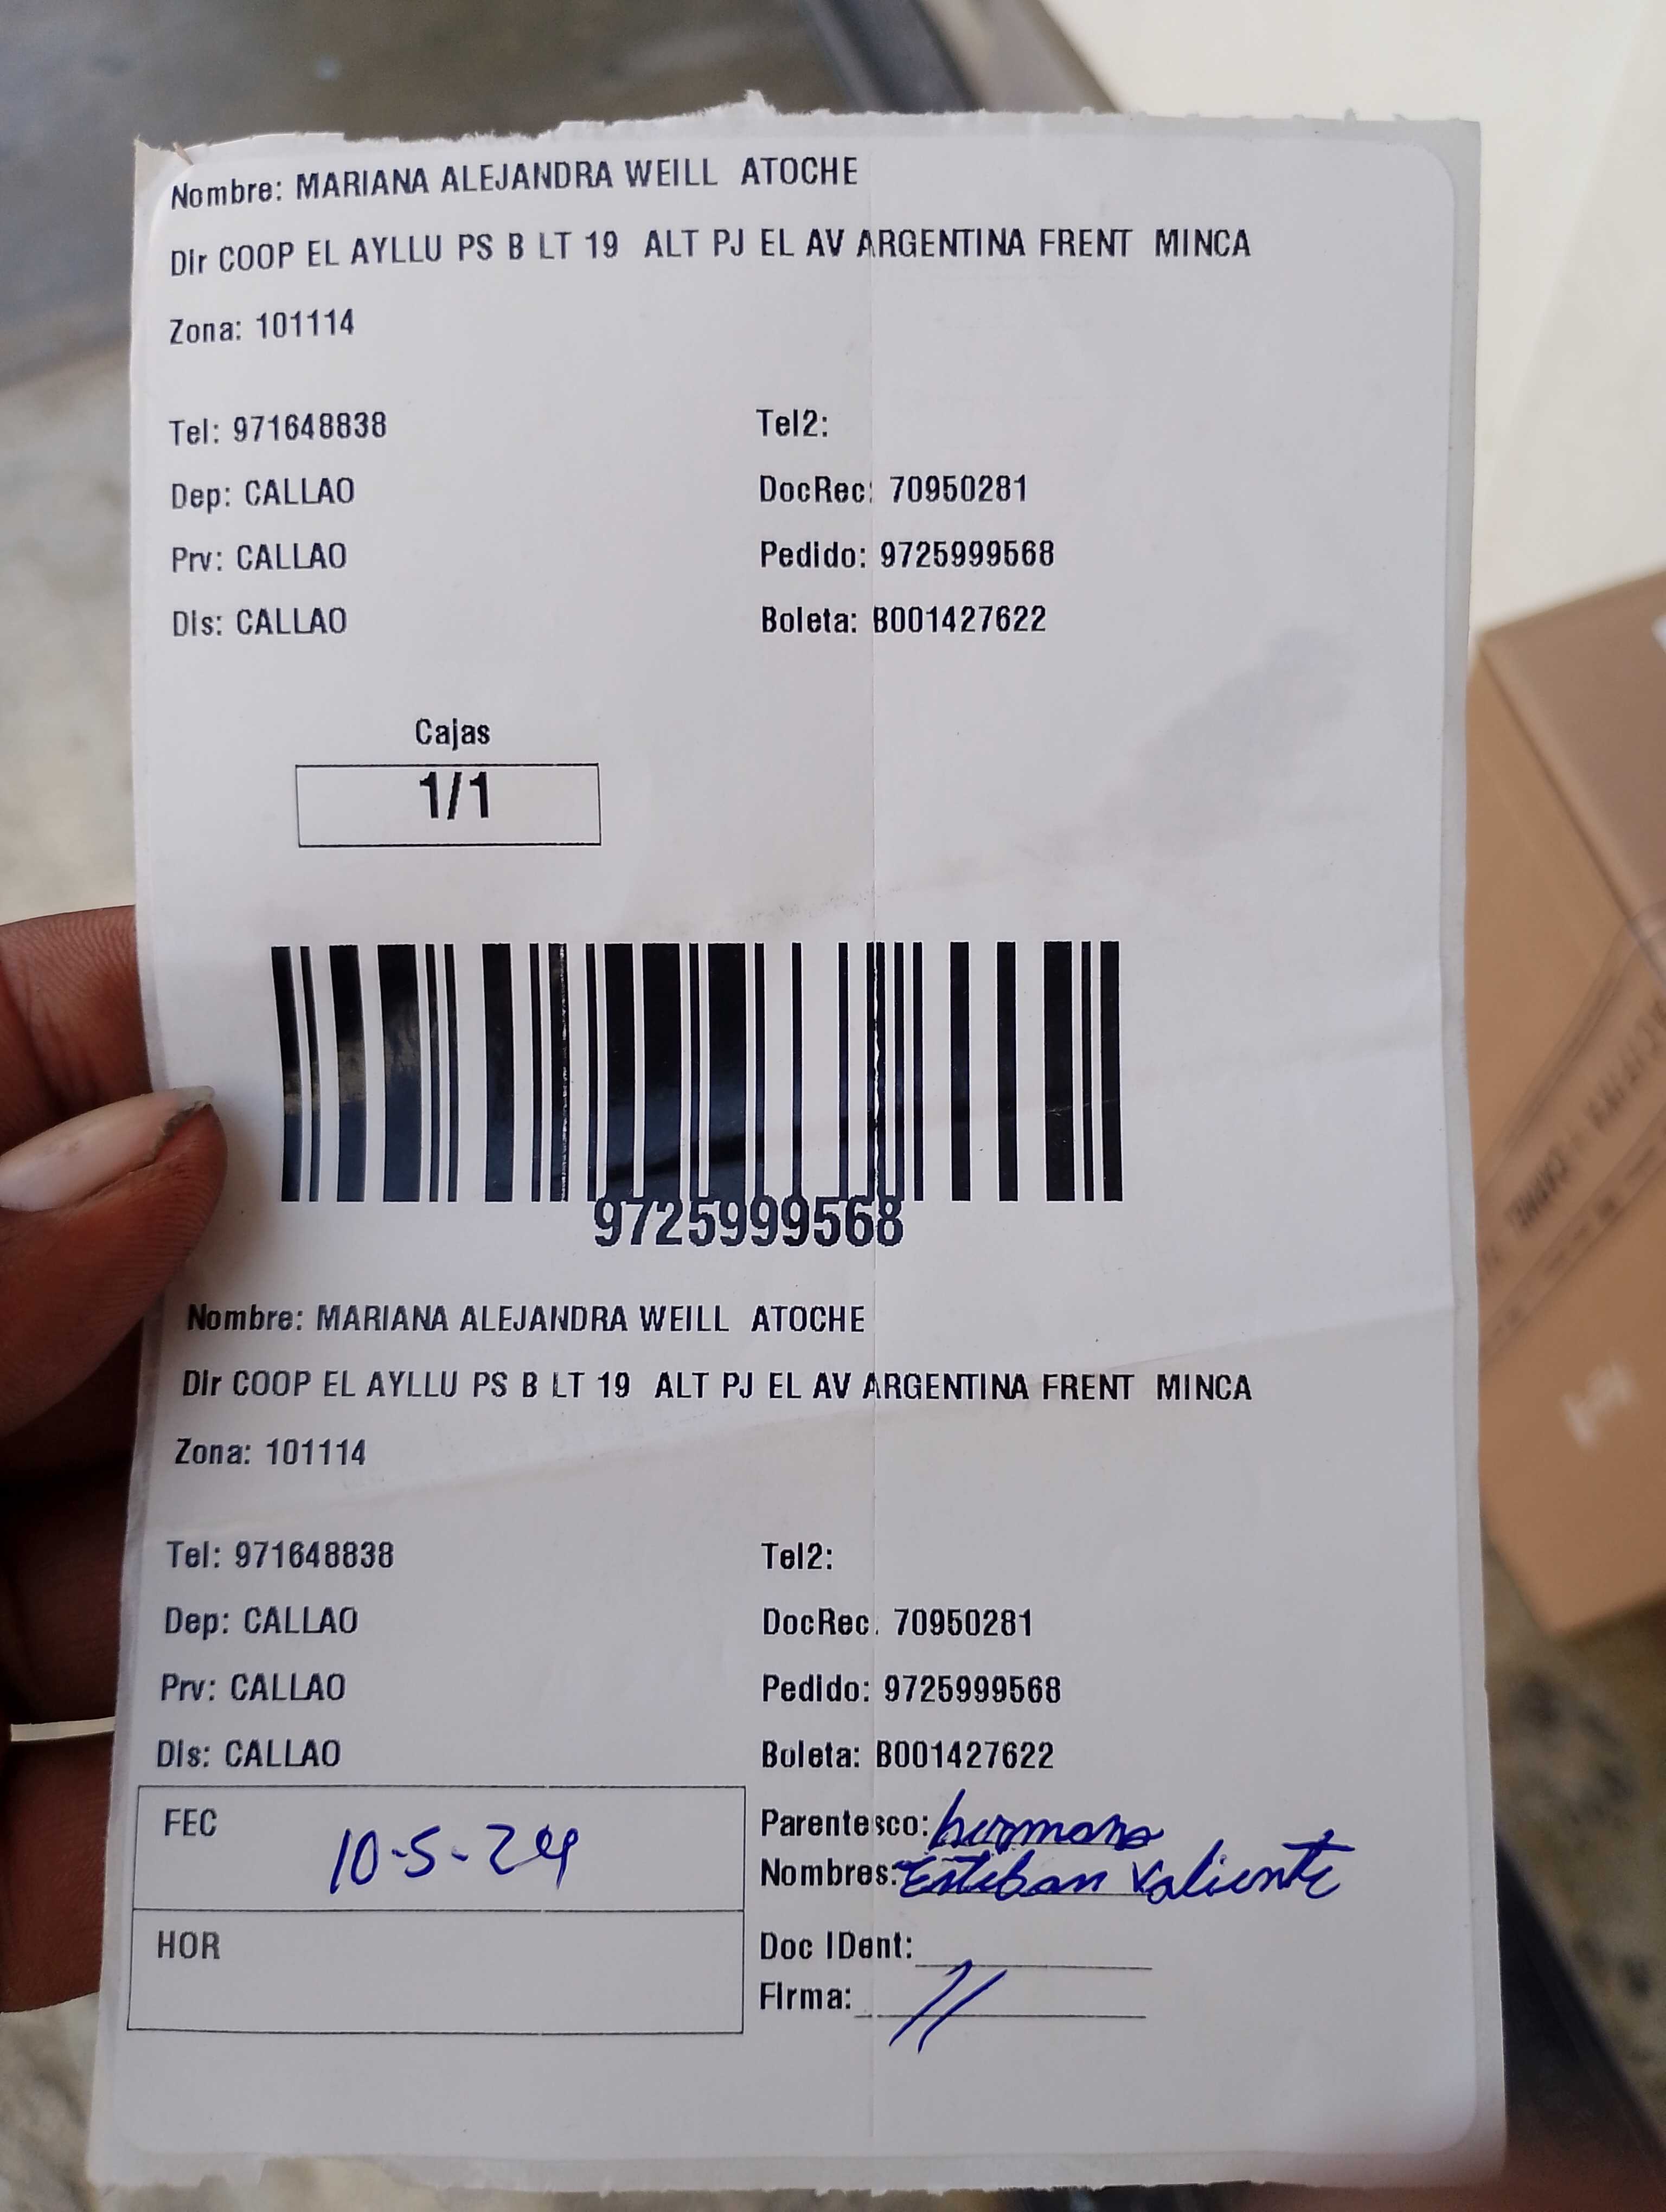 Nombre: MARIANA ALEJANDRA WEILL ATOCHE
Dir COOP EL AYLLU PS B LT 19 ALT PJ EL AV ARGENTINA FRENT MINCA
Zona: 101114
Tel: 971648838 Tel2:
Dep: CALLAO DocRec: 70950281
Prv: CALLAO Pedido: 9725999568
Dis: CALLAO Boleta: B001427622
Cajas
1/1
9725999568
Nombre: MARIANA ALEJANDRA WEILL ATOCHE
Dir COOP EL AYLLU PS B LT 19 ALT PJ EL AV ARGENTINA FRENT MINCA
Zona: 101114
Tel: 971648838 Tel2:
Dep: CALLAO DocRec: 70950281
Prv: CALLAO Pedido: 9725999568
Dis: CALLAO Boleta: B001427622
FEC 10-5-24 Parentesco: hermano
Nombres: Esteban Valiente
HOR Doc IDent:
Firma: